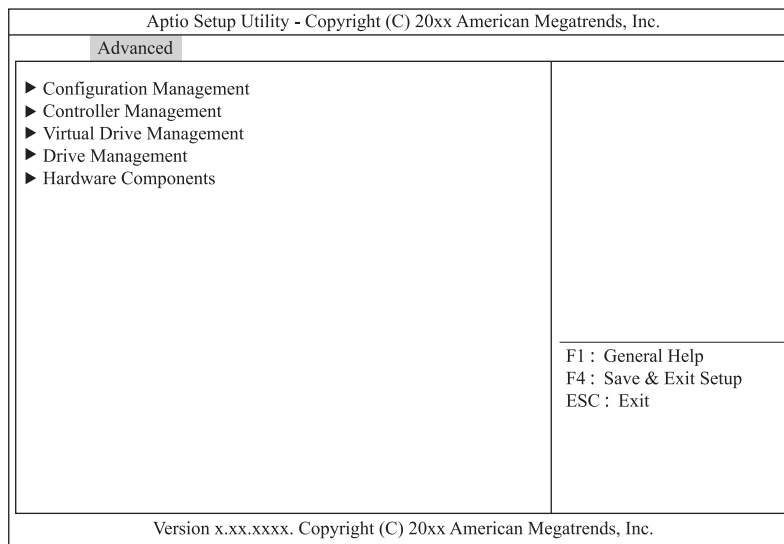 Aptio Setup Utility - Copyright (C) 20xx American Megatrends, Inc.
Advanced
▶ Configuration Management
▶ Controller Management
▶ Virtual Drive Management
▶ Drive Management
▶ Hardware Components
F1 : General Help
F4 : Save & Exit Setup
ESC : Exit
Version x.xx.xxxx. Copyright (C) 20xx American Megatrends, Inc.